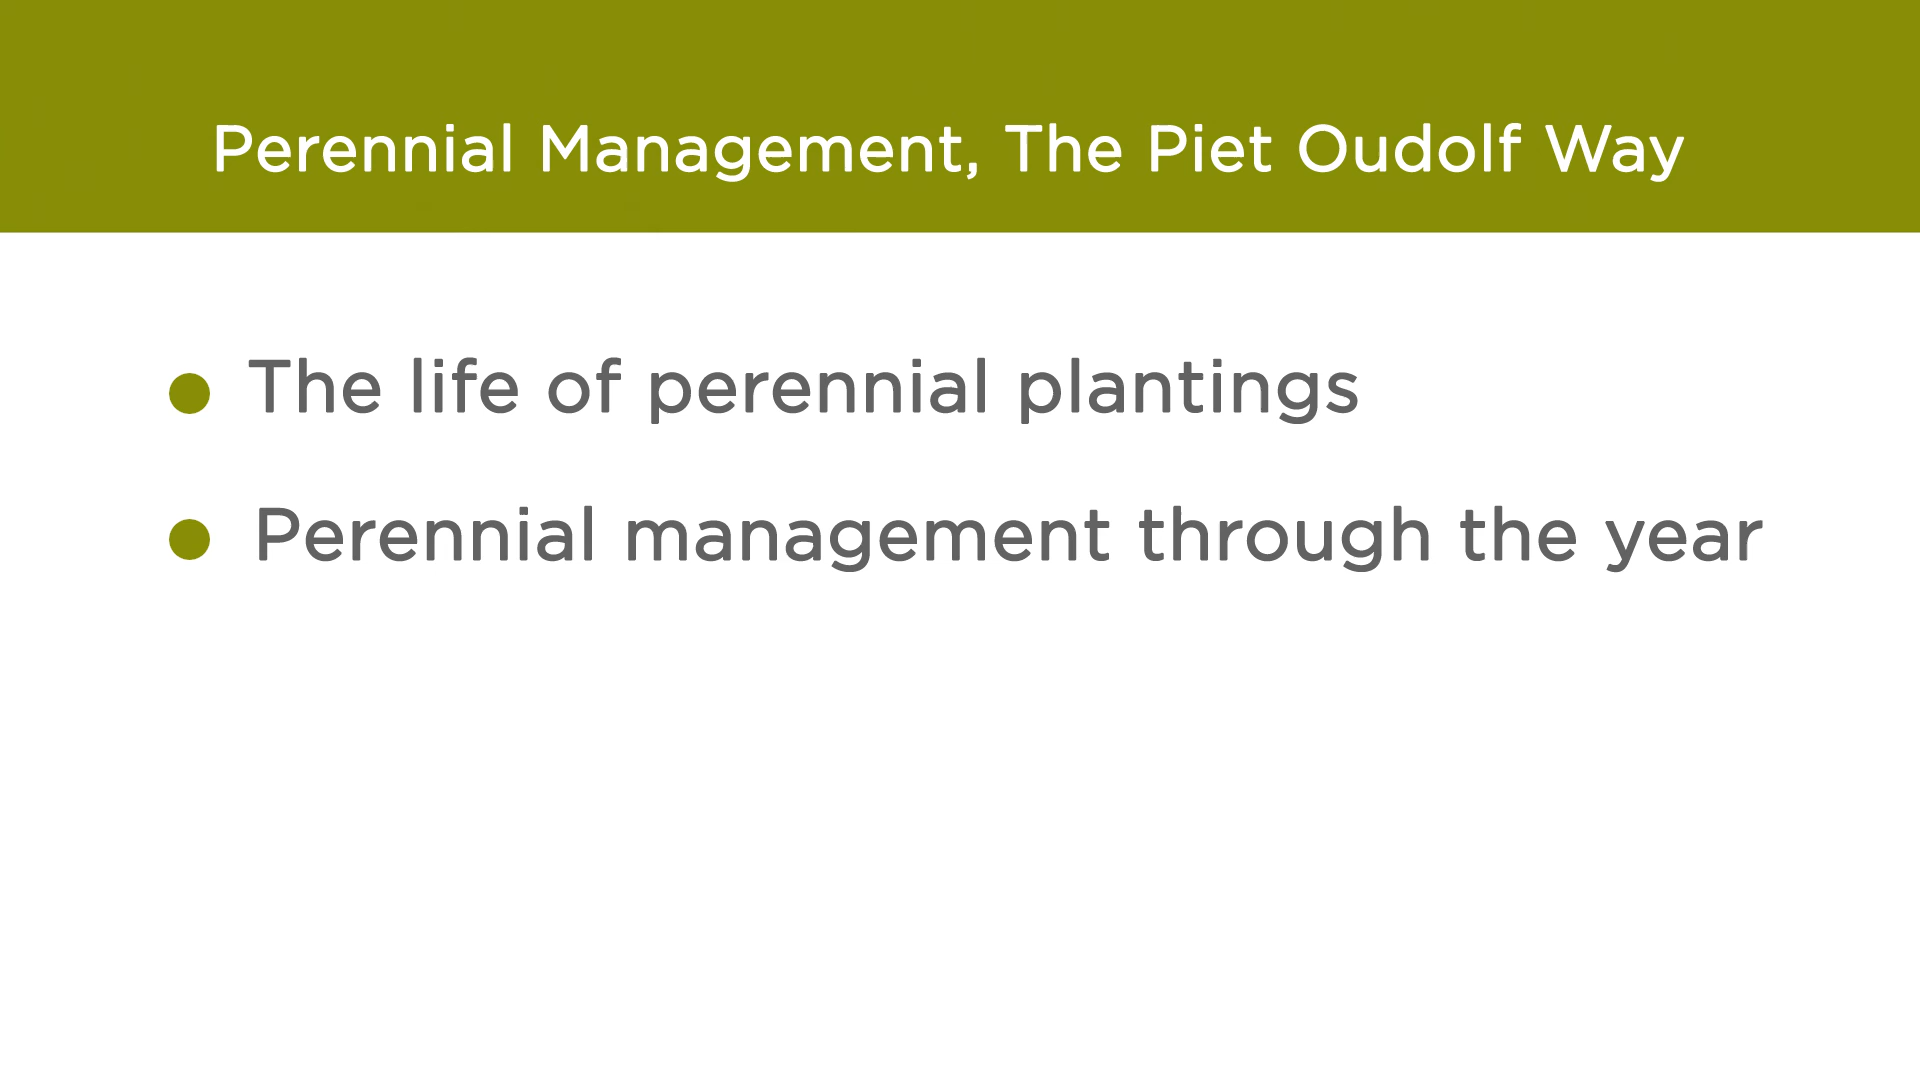 Perennial Management, The Piet Oudolf Way
The life of perennial plantings
Perennial management through the year